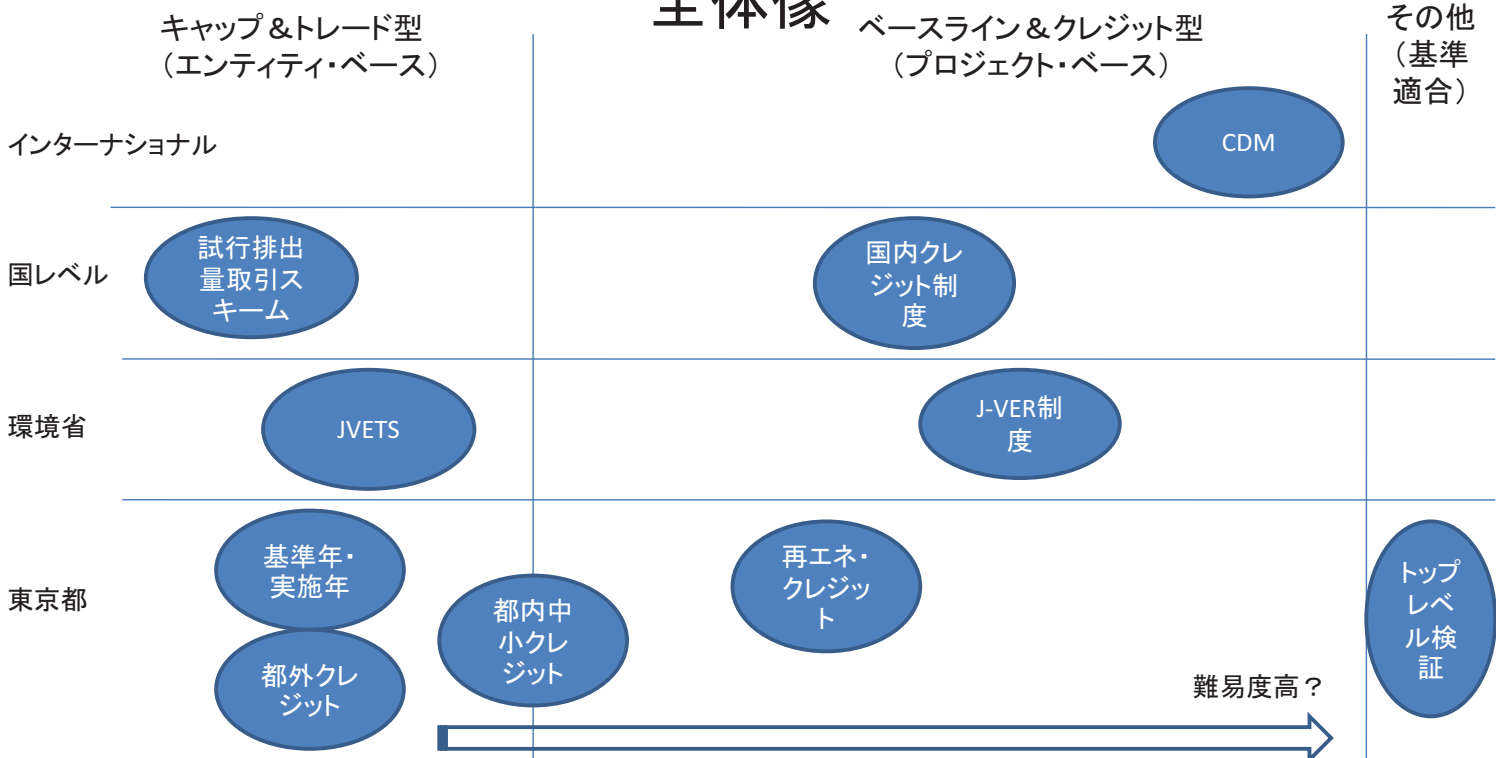 全体像
キャップ&トレード型
(エンティティ・ベース)
ベースライン&クレジット型
(プロジェクト・ベース)
その他
(基準
適合)
インターナショナル
CDM
国レベル
試行排出
量取引ス
キーム
国内クレ
ジット制
度
環境省
JVETS
J-VER制
度
東京都
基準年・
実施年
都外クレ
ジット
都内中
小クレ
ジット
再エネ・
クレジッ
ト
トップ
レベ
ル検
証
難易度高?